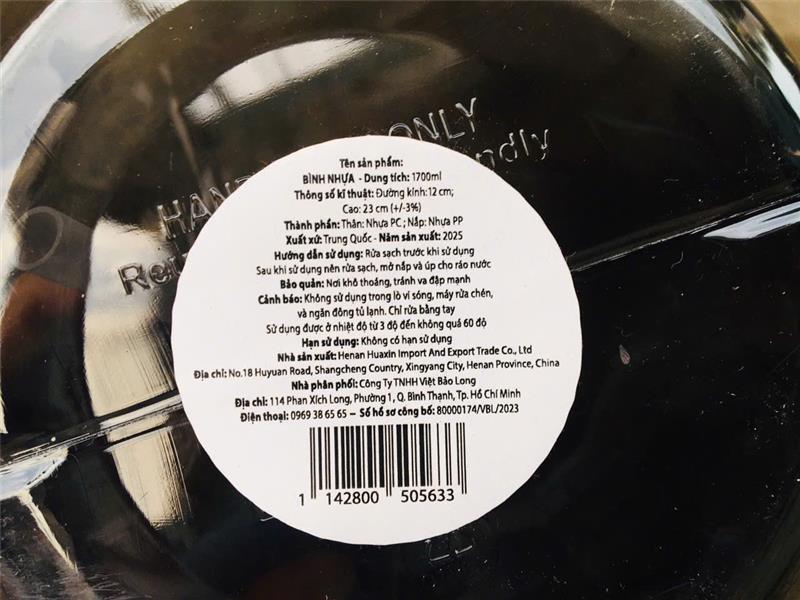 ONLY
HAN
ndly
Ref
Tên sản phẩm:
BÌNH NHỰA - Dung tích: 1700ml
Thông số kĩ thuật: Đường kính: 12 cm;
Cao: 23 cm (+/-3%)
Thành phần: Thân: Nhựa PC ; Nắp: Nhựa PP
Xuất xứ: Trung Quốc - Năm sản xuất: 2025
Hướng dẫn sử dụng: Rửa sạch trước khi sử dụng
Sau khi sử dụng nên rửa sạch, mở nắp và úp cho ráo nước
Bảo quản: Nơi khô thoáng, tránh va đập mạnh
Cảnh báo: Không sử dụng trong lò vi sóng, máy rửa chén,
và ngăn đông tủ lạnh. Chỉ rửa bằng tay
Sử dụng được ở nhiệt độ từ 3 độ đến không quá 60 độ
Hạn sử dụng: Không có hạn sử dụng
Nhà sản xuất: Henan Huaxin Import And Export Trade Co., Ltd
Địa chỉ: No.18 Huyuan Road, Shangcheng Country, Xingyang City, Henan Province, China
Nhà phân phối: Công Ty TNHH Việt Bảo Long
Địa chỉ: 114 Phan Xích Long, Phường 1, Q. Bình Thạnh, Tp. Hồ Chí Minh
Điện thoại: 0969 38 65 65 – Số hồ sơ công bố: 80000174/VBL/2023
1 142800 505633